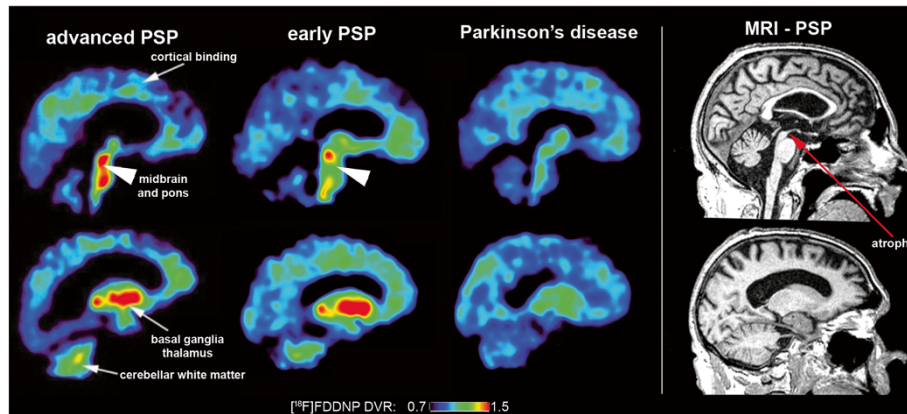 advanced PSP
early PSP
Parkinson's disease
MRI - PSP
cortical binding
midbrain
and pons
atroph
basal ganglia
thalamus
cerebellar white matter
[¹⁸F]FDDNP DVR: 0.7 1.5